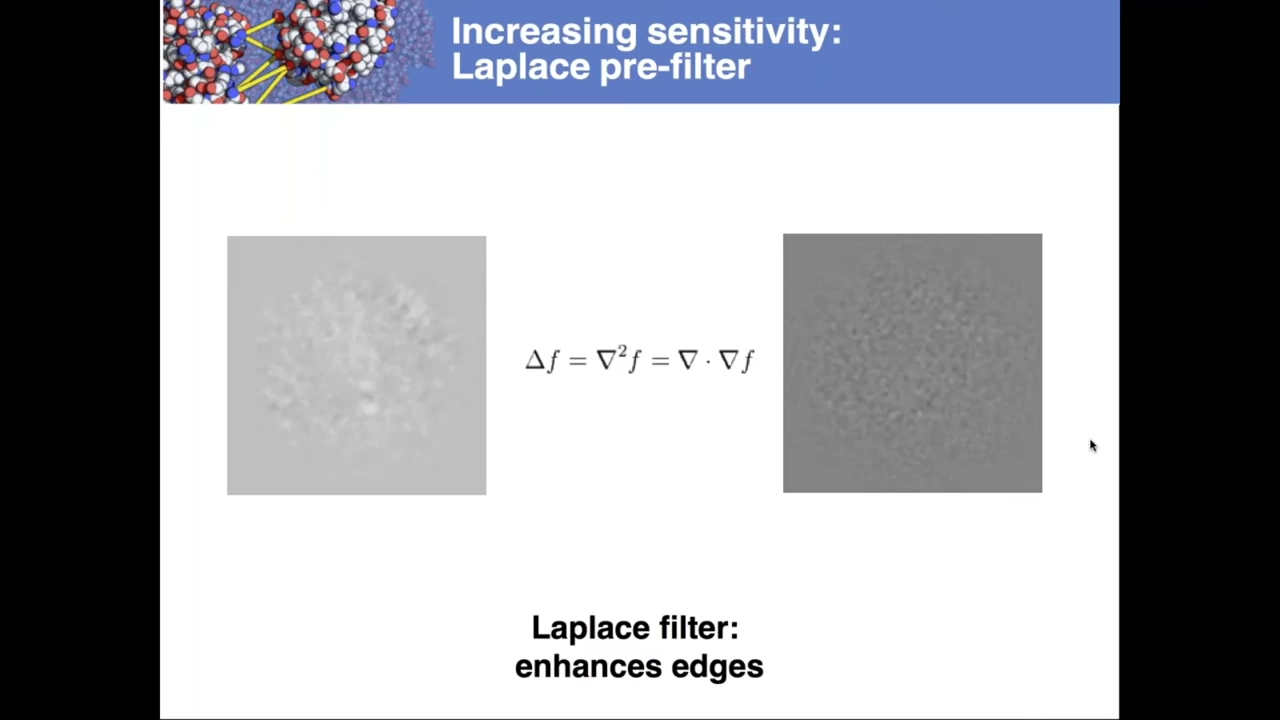 Increasing sensitivity:
Laplace pre-filter
Δf = ∇²f = ∇ · ∇f
Laplace filter:
enhances edges